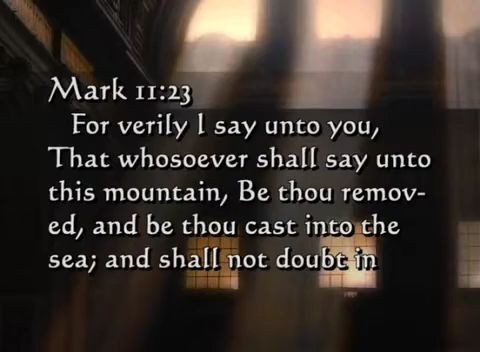 Mark 11:23
For verily I say unto you,
That whosoever shall say unto
this mountain, Be thou remov-
ed, and be thou cast into the
sea; and shall not doubt in